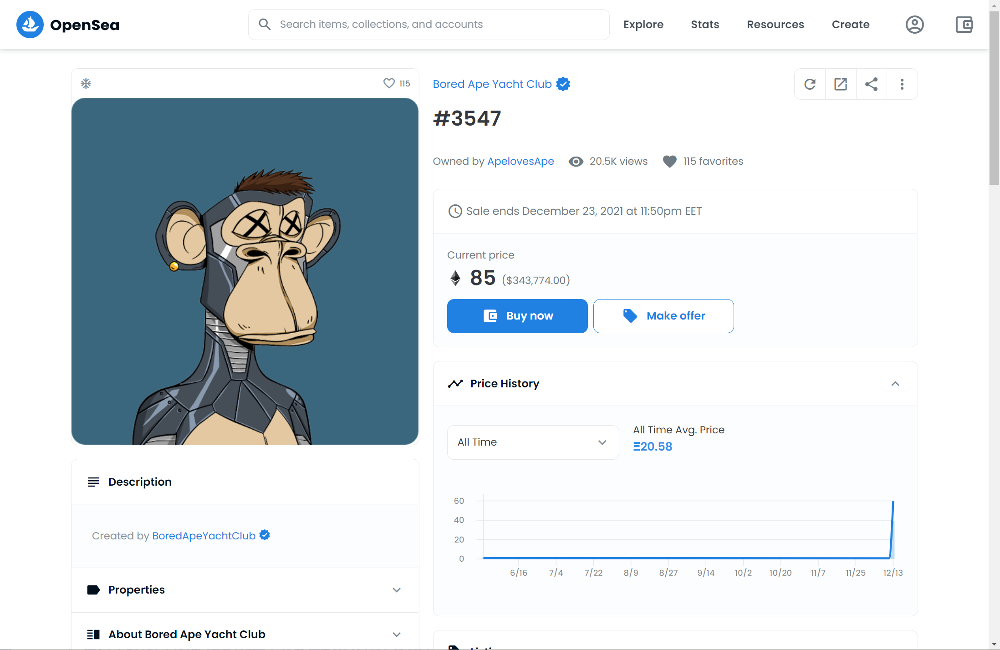 OpenSea
Search items, collections, and accounts
Explore
Stats
Resources
Create
115
Bored Ape Yacht Club
#3547
Owned by ApelovesApe
20.5K views
115 favorites
Sale ends December 23, 2021 at 11:50pm EET
Current price
85 ($343,774.00)
Buy now
Make offer
Price History
All Time
All Time Avg. Price
Ξ20.58
60
40
20
0
6/16 7/4 7/22 8/9 8/27 9/14 10/2 10/20 11/7 11/25 12/13
Description
Created by BoredApeYachtClub
Properties
About Bored Ape Yacht Club